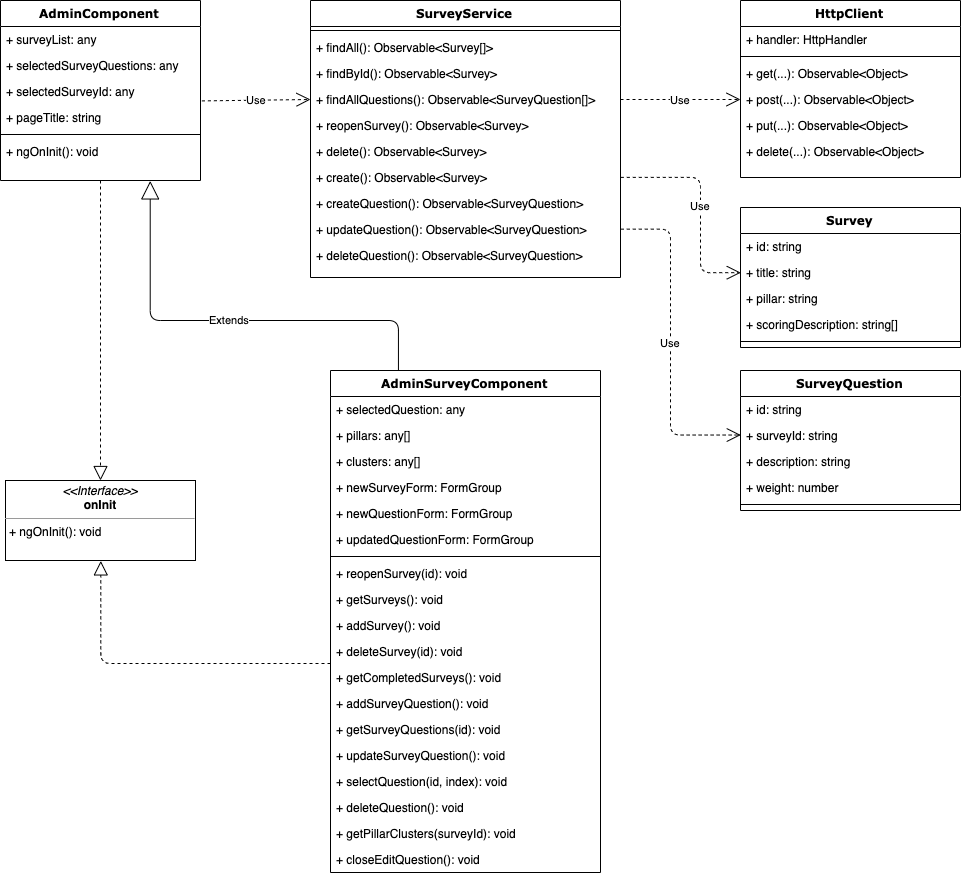 AdminComponent
+ surveyList: any
+ selectedSurveyQuestions: any
+ selectedSurveyId: any
+ pageTitle: string
+ ngOnInit(): void
Use
SurveyService
+ findAll(): Observable<Survey[]>
+ findById(): Observable<Survey>
+ findAllQuestions(): Observable<SurveyQuestion[]>
+ reopenSurvey(): Observable<Survey>
+ delete(): Observable<Survey>
+ create(): Observable<Survey>
+ createQuestion(): Observable<SurveyQuestion>
+ updateQuestion(): Observable<SurveyQuestion>
+ deleteQuestion(): Observable<SurveyQuestion>
Use
HttpClient
+ handler: HttpHandler
+ get(...): Observable<Object>
+ post(...): Observable<Object>
+ put(...): Observable<Object>
+ delete(...): Observable<Object>
Use
Survey
+ id: string
+ title: string
+ pillar: string
+ scoringDescription: string[]
Use
SurveyQuestion
+ id: string
+ surveyId: string
+ description: string
+ weight: number
Extends
AdminSurveyComponent
+ selectedQuestion: any
+ pillars: any[]
+ clusters: any[]
+ newSurveyForm: FormGroup
+ newQuestionForm: FormGroup
+ updatedQuestionForm: FormGroup
+ reopenSurvey(id): void
+ getSurveys(): void
+ addSurvey(): void
+ deleteSurvey(id): void
+ getCompletedSurveys(): void
+ addSurveyQuestion(): void
+ getSurveyQuestions(id): void
+ updateSurveyQuestion(): void
+ selectQuestion(id, index): void
+ deleteQuestion(): void
+ getPillarClusters(surveyId): void
+ closeEditQuestion(): void
<<Interface>>
onInit
+ ngOnInit(): void